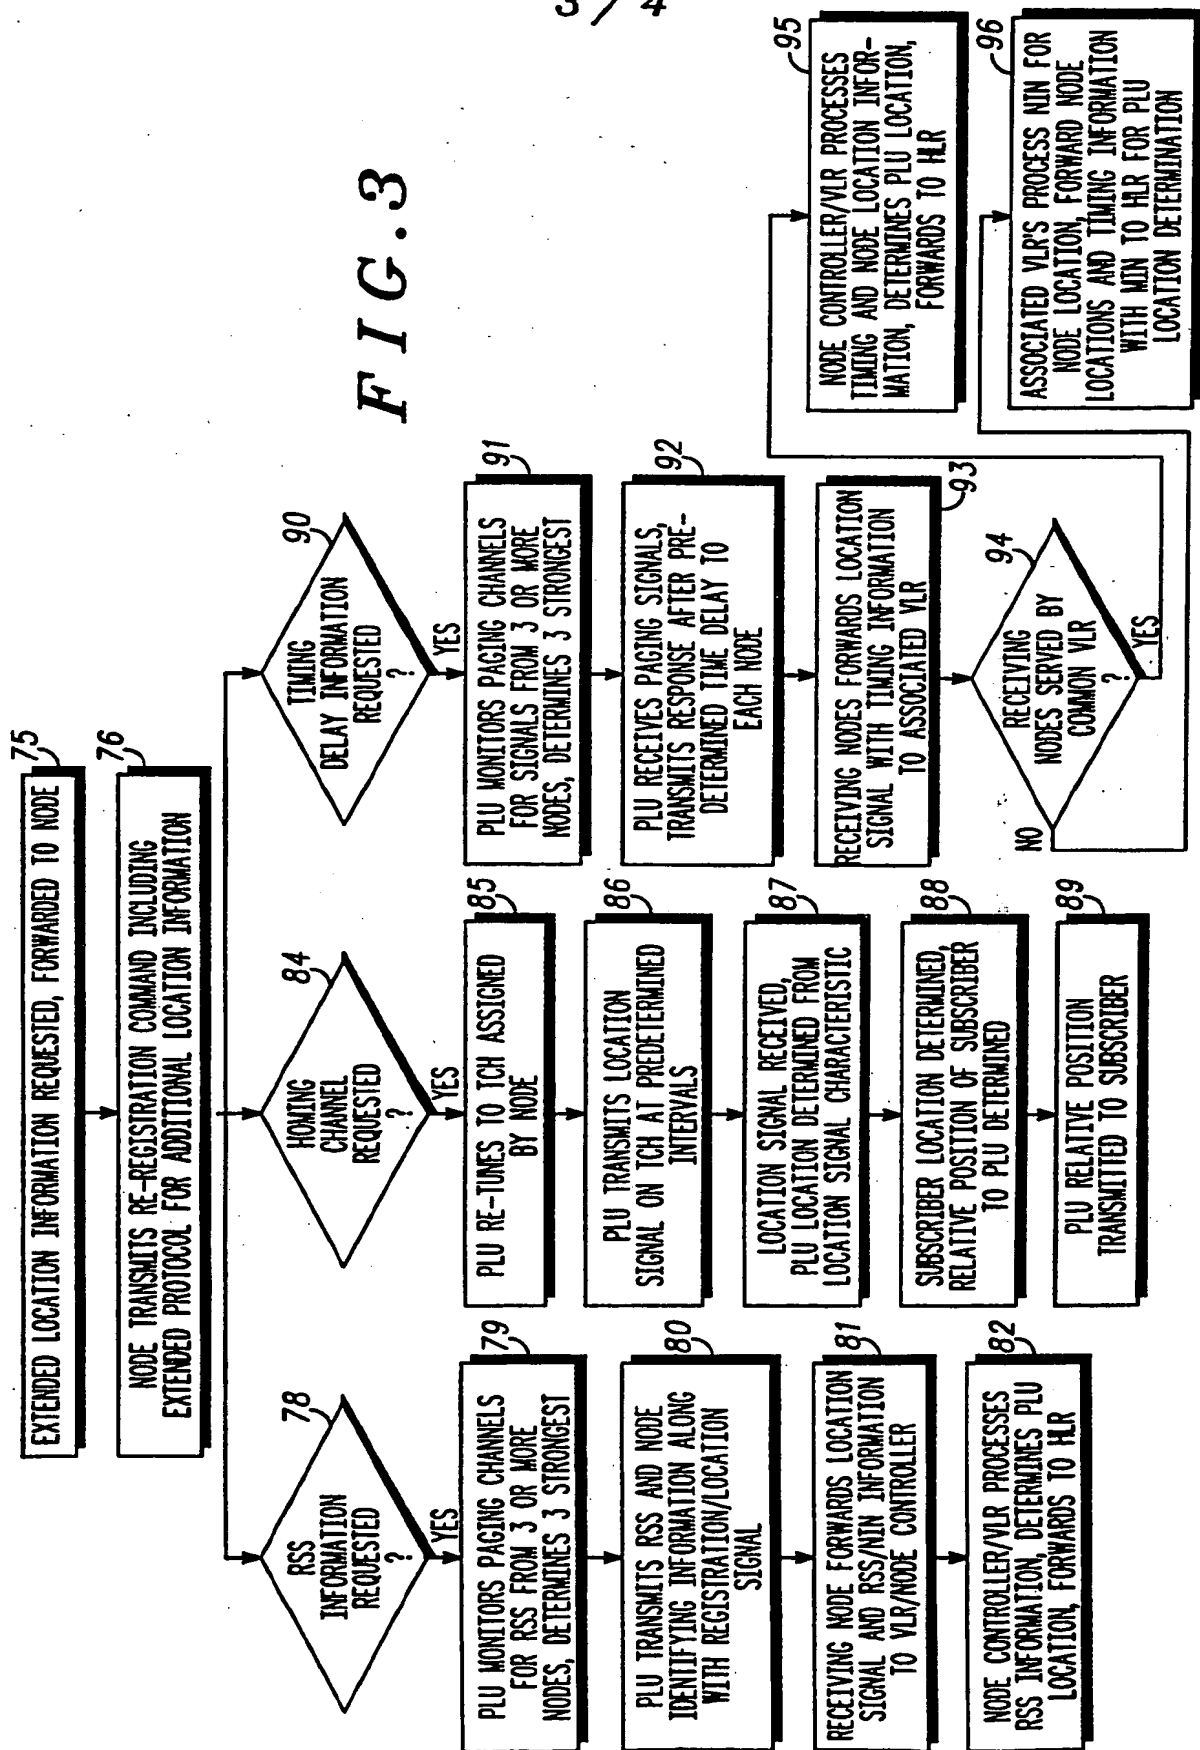 3/4
75
EXTENDED LOCATION INFORMATION REQUESTED, FORWARDED TO NODE
76
NODE TRANSMITS RE-REGISTRATION COMMAND INCLUDING
EXTENDED PROTOCOL FOR ADDITIONAL LOCATION INFORMATION
78
RSS
INFORMATION
REQUESTED
?
YES
79
PLU MONITORS PAGING CHANNELS
FOR RSS FROM 3 OR MORE
NODES, DETERMINES 3 STRONGEST
80
PLU TRANSMITS RSS AND NODE
IDENTIFYING INFORMATION ALONG
WITH REGISTRATION/LOCATION
SIGNAL
81
RECEIVING NODE FORWARDS LOCATION
SIGNAL AND RSS/NIN INFORMATION
TO VLR/NODE CONTROLLER
82
NODE CONTROLLER/VLR PROCESSES
RSS INFORMATION, DETERMINES PLU
LOCATION, FORWARDS TO HLR
84
HOMING
CHANNEL
REQUESTED
?
YES
85
PLU RE-TUNES TO TCH ASSIGNED
BY NODE
86
PLU TRANSMITS LOCATION
SIGNAL ON TCH AT PREDETERMINED
INTERVALS
87
LOCATION SIGNAL RECEIVED,
PLU LOCATION DETERMINED FROM
LOCATION SIGNAL CHARACTERISTIC
88
SUBSCRIBER LOCATION DETERMINED,
RELATIVE POSITION OF SUBSCRIBER
TO PLU DETERMINED
89
PLU RELATIVE POSITION
TRANSMITTED TO SUBSCRIBER
90
TIMING
DELAY INFORMATION
REQUESTED
?
YES
91
PLU MONITORS PAGING CHANNELS
FOR SIGNALS FROM 3 OR MORE
NODES, DETERMINES 3 STRONGEST
92
PLU RECEIVES PAGING SIGNALS,
TRANSMITS RESPONSE AFTER PRE-
DETERMINED TIME DELAY TO
EACH NODE
93
RECEIVING NODES FORWARDS LOCATION
SIGNAL WITH TIMING INFORMATION
TO ASSOCIATED VLR
94
RECEIVING
NODES SERVED BY
COMMON VLR
?
NO
YES
95
NODE CONTROLLER/VLR PROCESSES
TIMING AND NODE LOCATION INFOR-
MATION, DETERMINES PLU LOCATION,
FORWARDS TO HLR
96
ASSOCIATED VLR'S PROCESS NIN FOR
NODE LOCATION, FORWARD NODE
LOCATIONS AND TIMING INFORMATION
WITH MIN TO HLR FOR PLU
LOCATION DETERMINATION
FIG.3